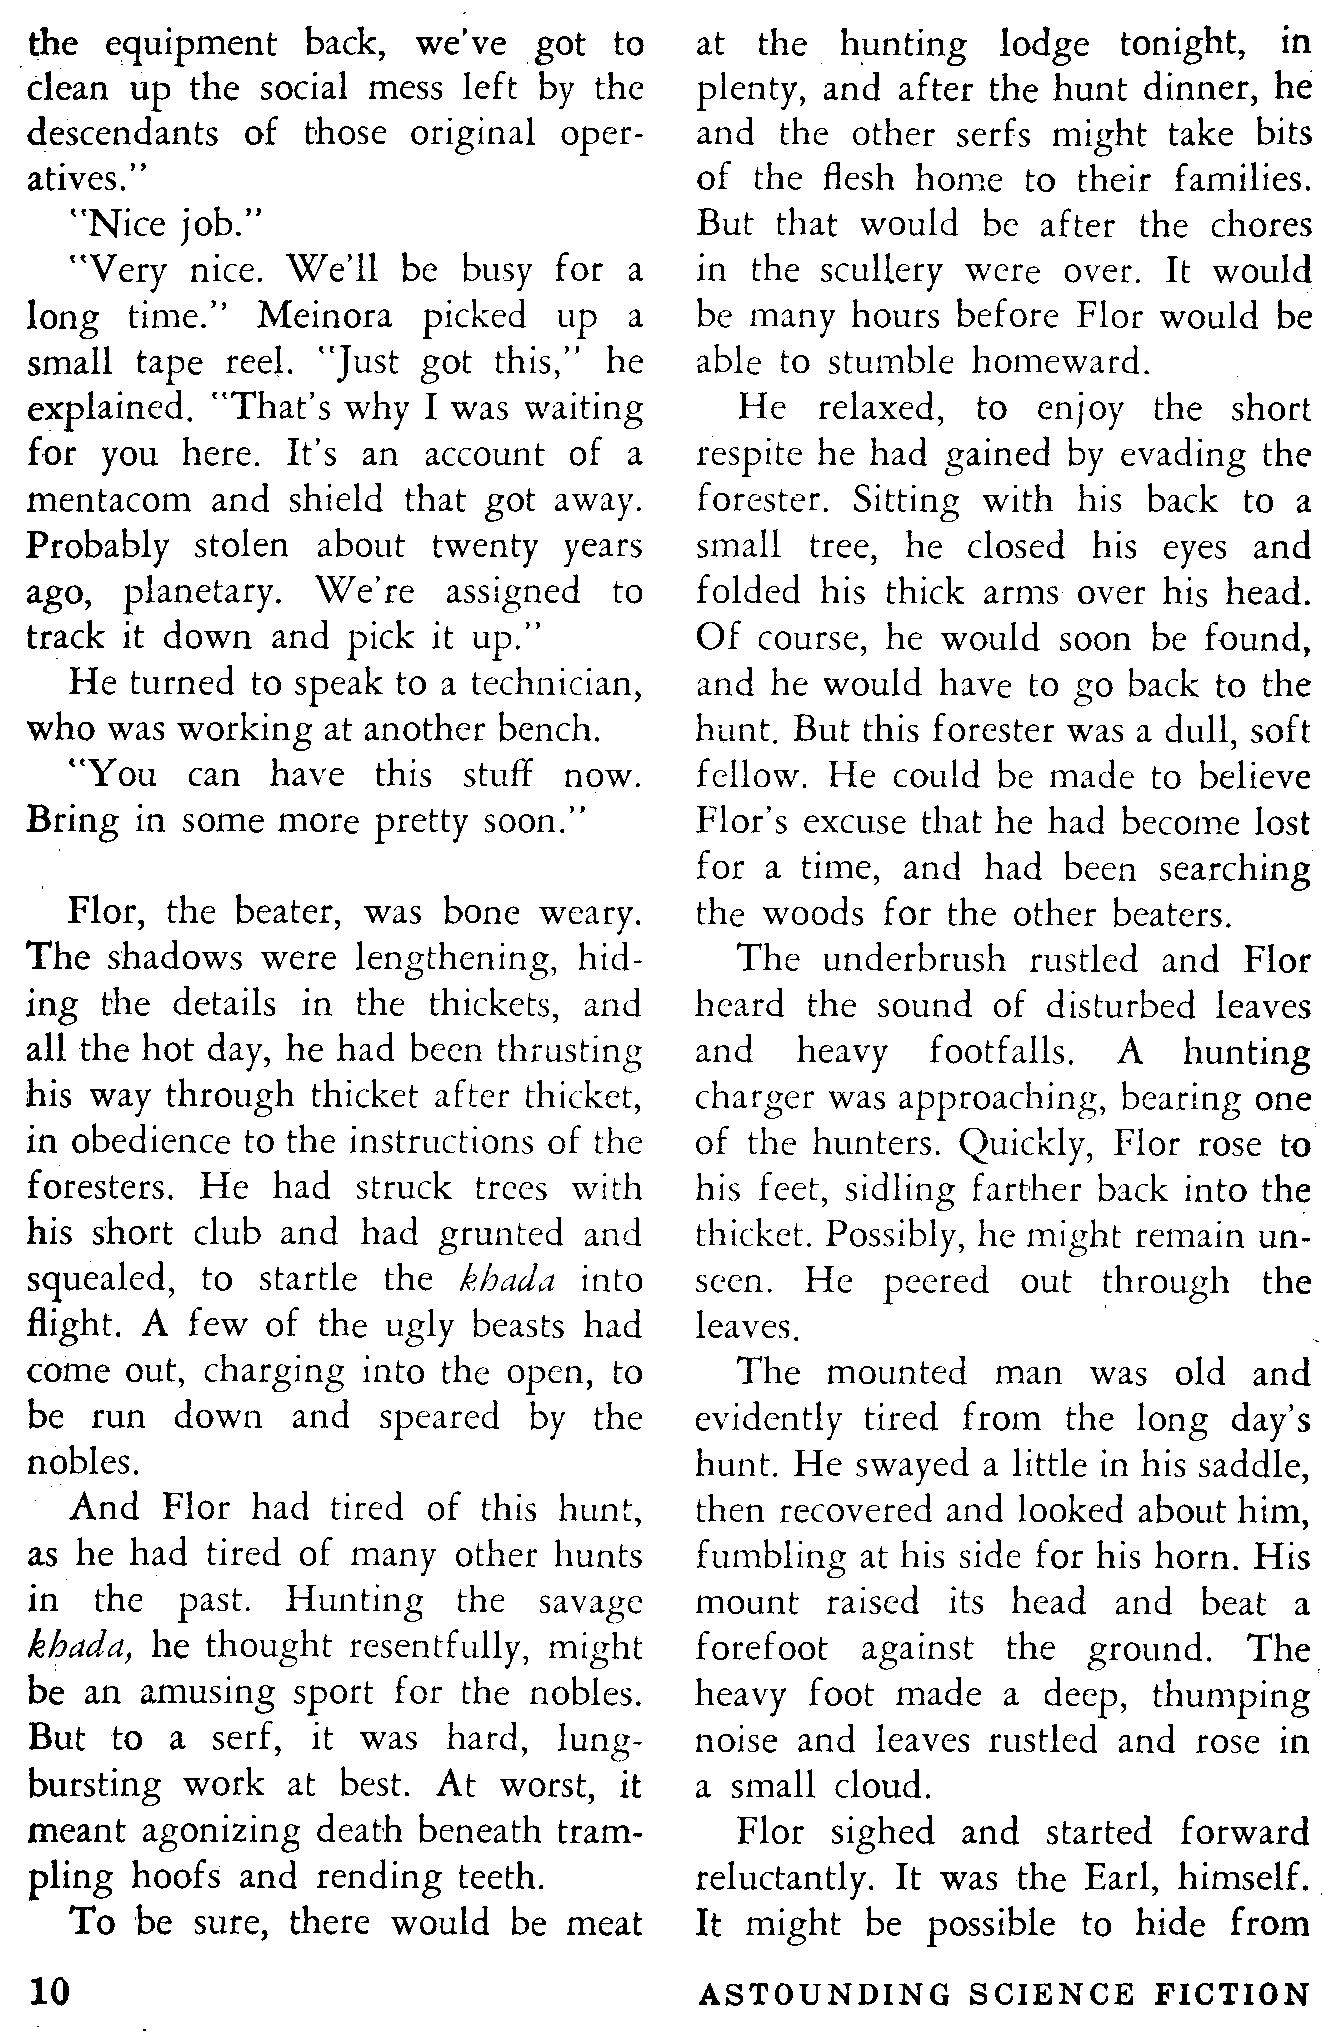 the equipment back, we've got to
clean up the social mess left by the
descendants of those original oper-
atives."
"Nice job."
"Very nice. We'll be busy for a
long time." Meinora picked up a
small tape reel. "Just got this," he
explained. "That's why I was waiting
for you here. It's an account of a
mentacom and shield that got away.
Probably stolen about twenty years
ago, planetary. We're assigned to
track it down and pick it up."
He turned to speak to a technician,
who was working at another bench.
"You can have this stuff now.
Bring in some more pretty soon."
Flor, the beater, was bone weary.
The shadows were lengthening, hid-
ing the details in the thickets, and
all the hot day, he had been thrusting
his way through thicket after thicket,
in obedience to the instructions of the
foresters. He had struck trees with
his short club and had grunted and
squealed, to startle the khada into
flight. A few of the ugly beasts had
come out, charging into the open, to
be run down and speared by the
nobles.
And Flor had tired of this hunt,
as he had tired of many other hunts
in the past. Hunting the savage
khada, he thought resentfully, might
be an amusing sport for the nobles.
But to a serf, it was hard, lung-
bursting work at best. At worst, it
meant agonizing death beneath tram-
pling hoofs and rending teeth.
To be sure, there would be meat
at the hunting lodge tonight, in
plenty, and after the hunt dinner, he
and the other serfs might take bits
of the flesh home to their families.
But that would be after the chores
in the scullery were over. It would
be many hours before Flor would be
able to stumble homeward.
He relaxed, to enjoy the short
respite he had gained by evading the
forester. Sitting with his back to a
small tree, he closed his eyes and
folded his thick arms over his head.
Of course, he would soon be found,
and he would have to go back to the
hunt. But this forester was a dull, soft
fellow. He could be made to believe
Flor's excuse that he had become lost
for a time, and had been searching
the woods for the other beaters.
The underbrush rustled and Flor
heard the sound of disturbed leaves
and heavy footfalls. A hunting
charger was approaching, bearing one
of the hunters. Quickly, Flor rose to
his feet, sidling farther back into the
thicket. Possibly, he might remain un-
seen. He peered out through the
leaves.
The mounted man was old and
evidently tired from the long day's
hunt. He swayed a little in his saddle,
then recovered and looked about him,
fumbling at his side for his horn. His
mount raised its head and beat a
forefoot against the ground. The
heavy foot made a deep, thumping
noise and leaves rustled and rose in
a small cloud.
Flor sighed and started forward
reluctantly. It was the Earl, himself.
It might be possible to hide from
10
ASTOUNDING SCIENCE FICTION